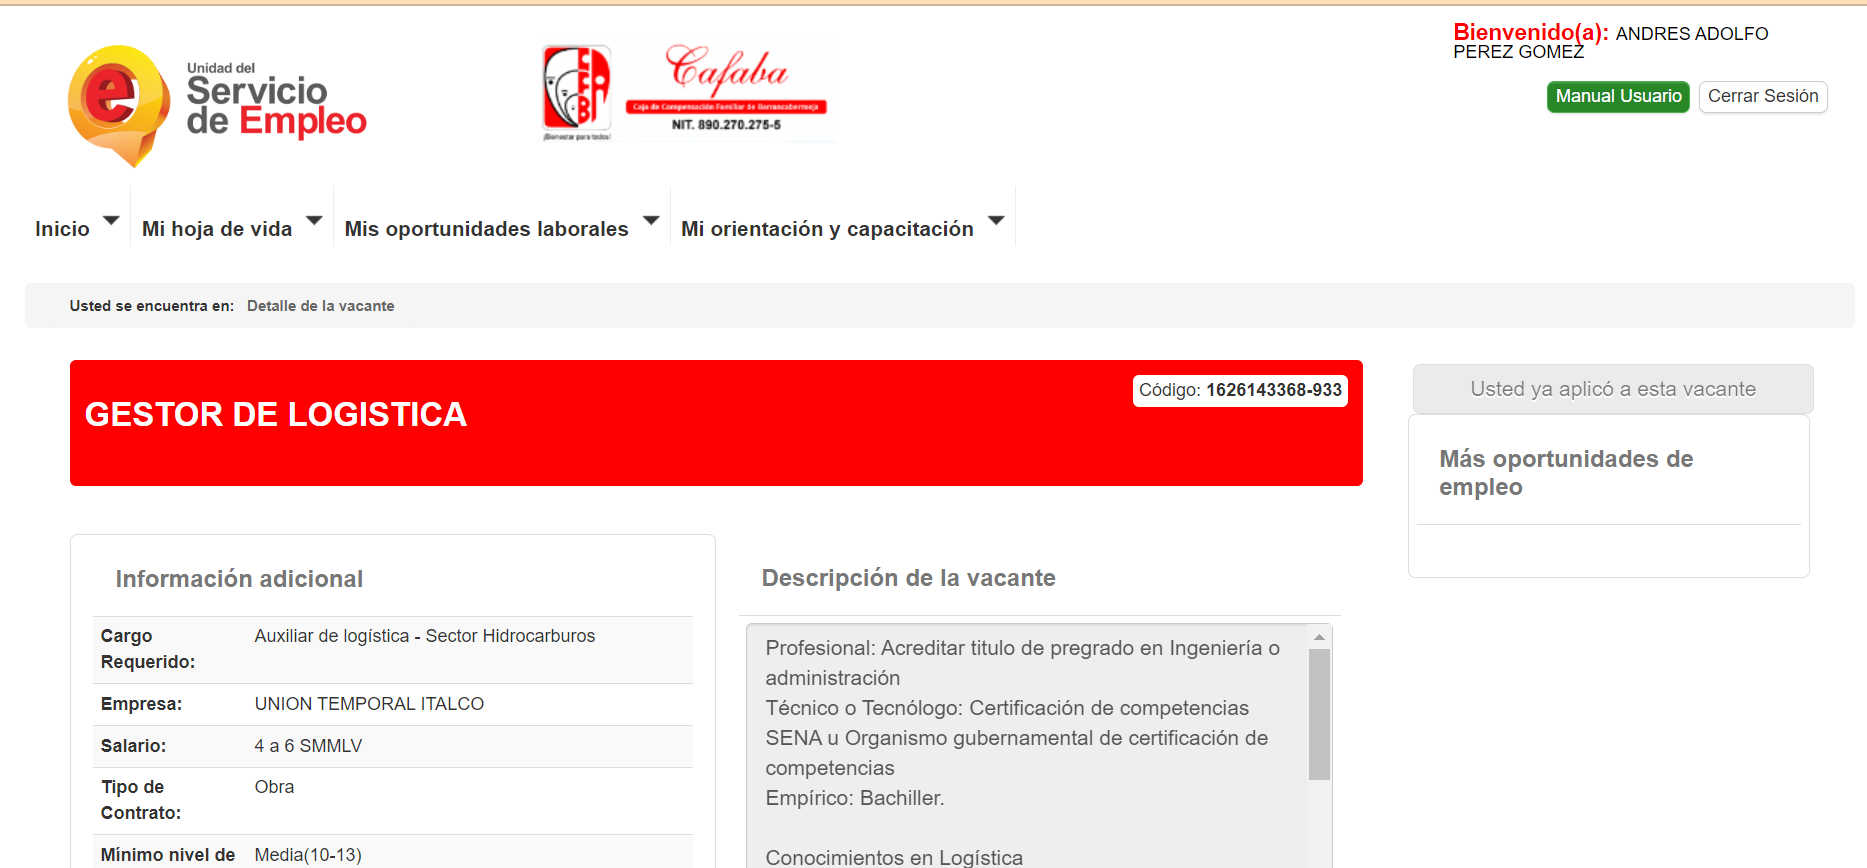 Bienvenido(a): ANDRES ADOLFO
PEREZ GOMEZ
Manual Usuario
Cerrar Sesión
e
Unidad del
Servicio
de Empleo
Cafaba
Caja de Compensación Familiar de Barrancabermeja
NIT. 890.270.275-5
¡Bienestar para todos!
Inicio
Mi hoja de vida
Mis oportunidades laborales
Mi orientación y capacitación
Usted se encuentra en: Detalle de la vacante
GESTOR DE LOGISTICA
Código: 1626143368-933
Usted ya aplicó a esta vacante
Más oportunidades de
empleo
Información adicional
Cargo
Requerido:
Auxiliar de logística - Sector Hidrocarburos
Empresa: UNION TEMPORAL ITALCO
Salario: 4 a 6 SMMLV
Tipo de
Contrato:
Obra
Mínimo nivel de Media(10-13)
Descripción de la vacante
Profesional: Acreditar titulo de pregrado en Ingeniería o
administración
Técnico o Tecnólogo: Certificación de competencias
SENA u Organismo gubernamental de certificación de
competencias
Empírico: Bachiller.
Conocimientos en Logística